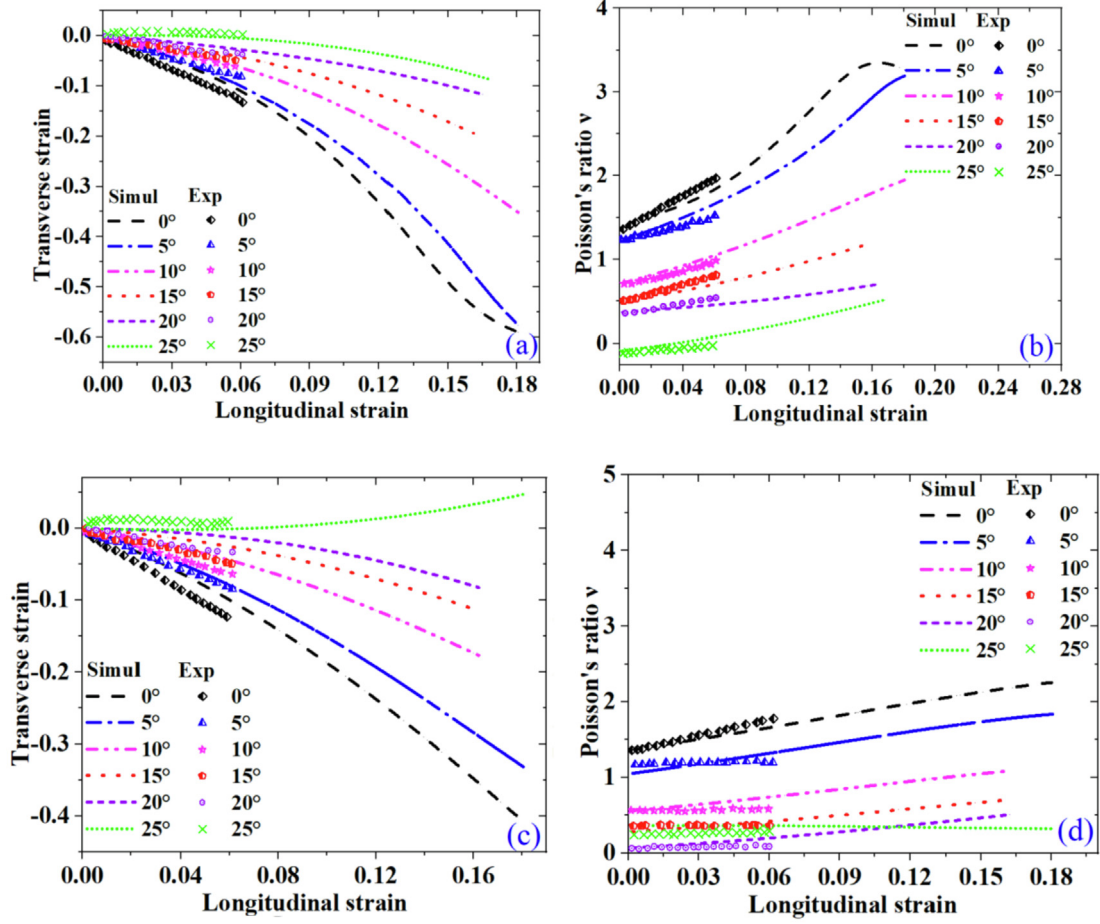 0.0
-0.1
-0.2
-0.3
-0.4
-0.5
-0.6
Transverse strain
Simul Exp
0° 0°
5° 5°
10° 10°
15° 15°
20° 20°
25° 25°
(a)
0.00 0.03 0.06 0.09 0.12 0.15 0.18
Longitudinal strain
4
3
2
1
0
Poisson's ratio ν
Simul Exp
0° 0°
5° 5°
10° 10°
15° 15°
20° 20°
25° 25°
(b)
0.00 0.04 0.08 0.12 0.16 0.20 0.24 0.28
Longitudinal strain
0.0
-0.1
-0.2
-0.3
-0.4
Transverse strain
Simul Exp
0° 0°
5° 5°
10° 10°
15° 15°
20° 20°
25° 25°
(c)
0.00 0.04 0.08 0.12 0.16
Longitudinal strain
5
4
3
2
1
0
Poisson's ratio ν
Simul Exp
0° 0°
5° 5°
10° 10°
15° 15°
20° 20°
25° 25°
(d)
0.00 0.03 0.06 0.09 0.12 0.15 0.18
Longitudinal strain